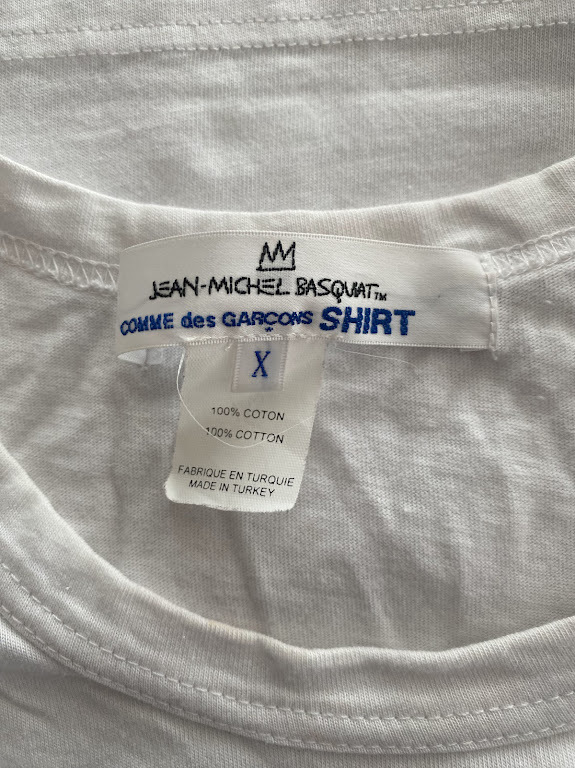 JEAN-MICHEL BASQUIAT™
COMME des GARÇONS SHIRT
X
100% COTON
100% COTTON
FABRIQUE EN TURQUIE
MADE IN TURKEY